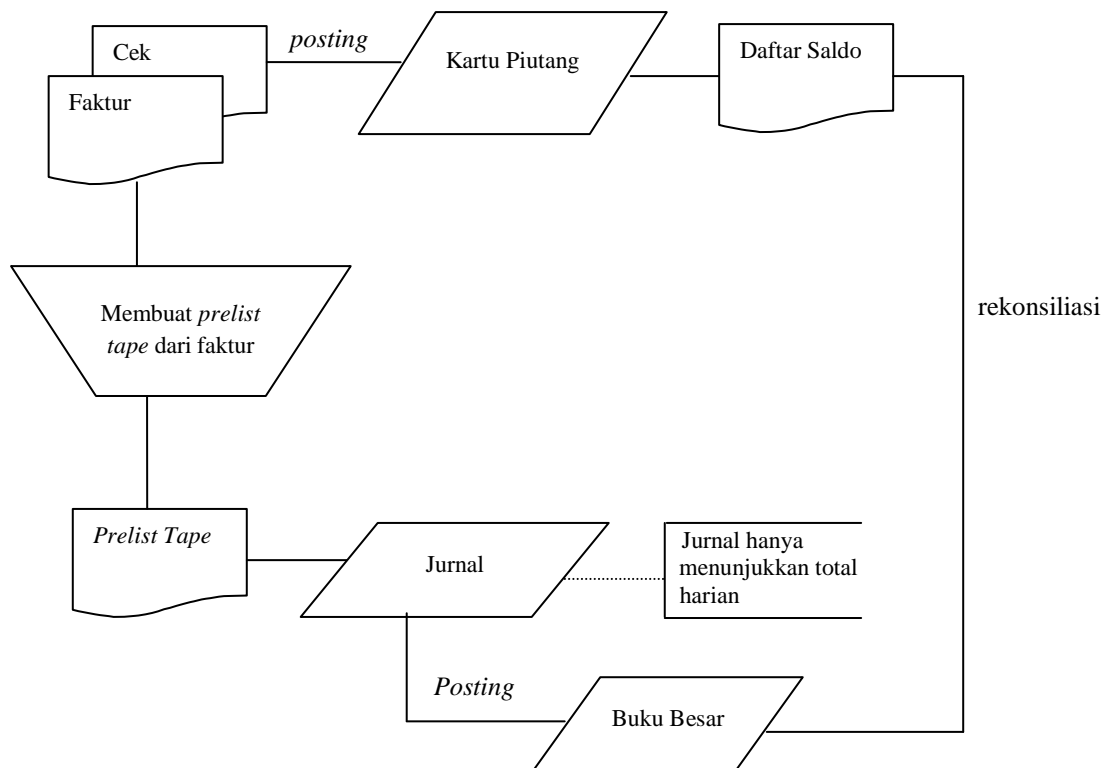 Cek
posting
Kartu Piutang
Daftar Saldo
Faktur
Membuat prelist
tape dari faktur
rekonsiliasi
Prelist Tape
Jurnal
Jurnal hanya
menunjukkan total
harian
Posting
Buku Besar